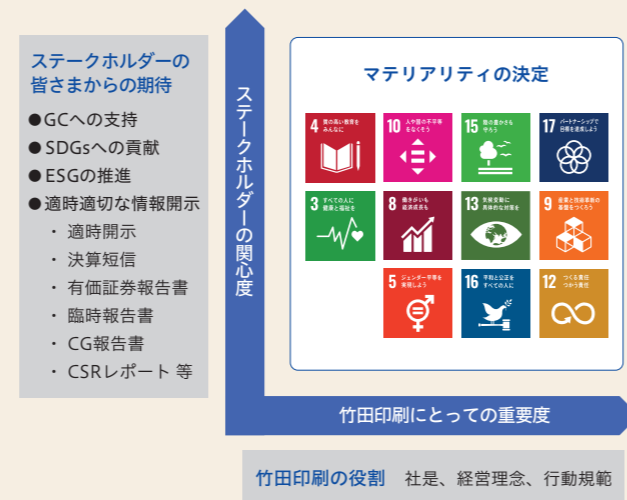 ステークホルダーの
皆さまからの期待
●GCへの支持
●SDGsへの貢献
●ESGの推進
●適時適切な情報開示
・ 適時開示
・ 決算短信
・ 有価証券報告書
・ 臨時報告書
・ CG報告書
・ CSRレポート 等
ステークホルダーの関心度
マテリアリティの決定
4 質の高い教育を
みんなに
10 人や国の不平等
をなくそう
15 陸の豊かさも
守ろう
17 パートナーシップで
目標を達成しよう
3 すべての人に
健康と福祉を
8 働きがいも
経済成長も
13 気候変動に
具体的な対策を
9 産業と技術革新の
基盤をつくろう
5 ジェンダー平等を
実現しよう
16 平和と公正を
すべての人に
12 つくる責任
つかう責任
竹田印刷にとっての重要度
竹田印刷の役割 社是、経営理念、行動規範